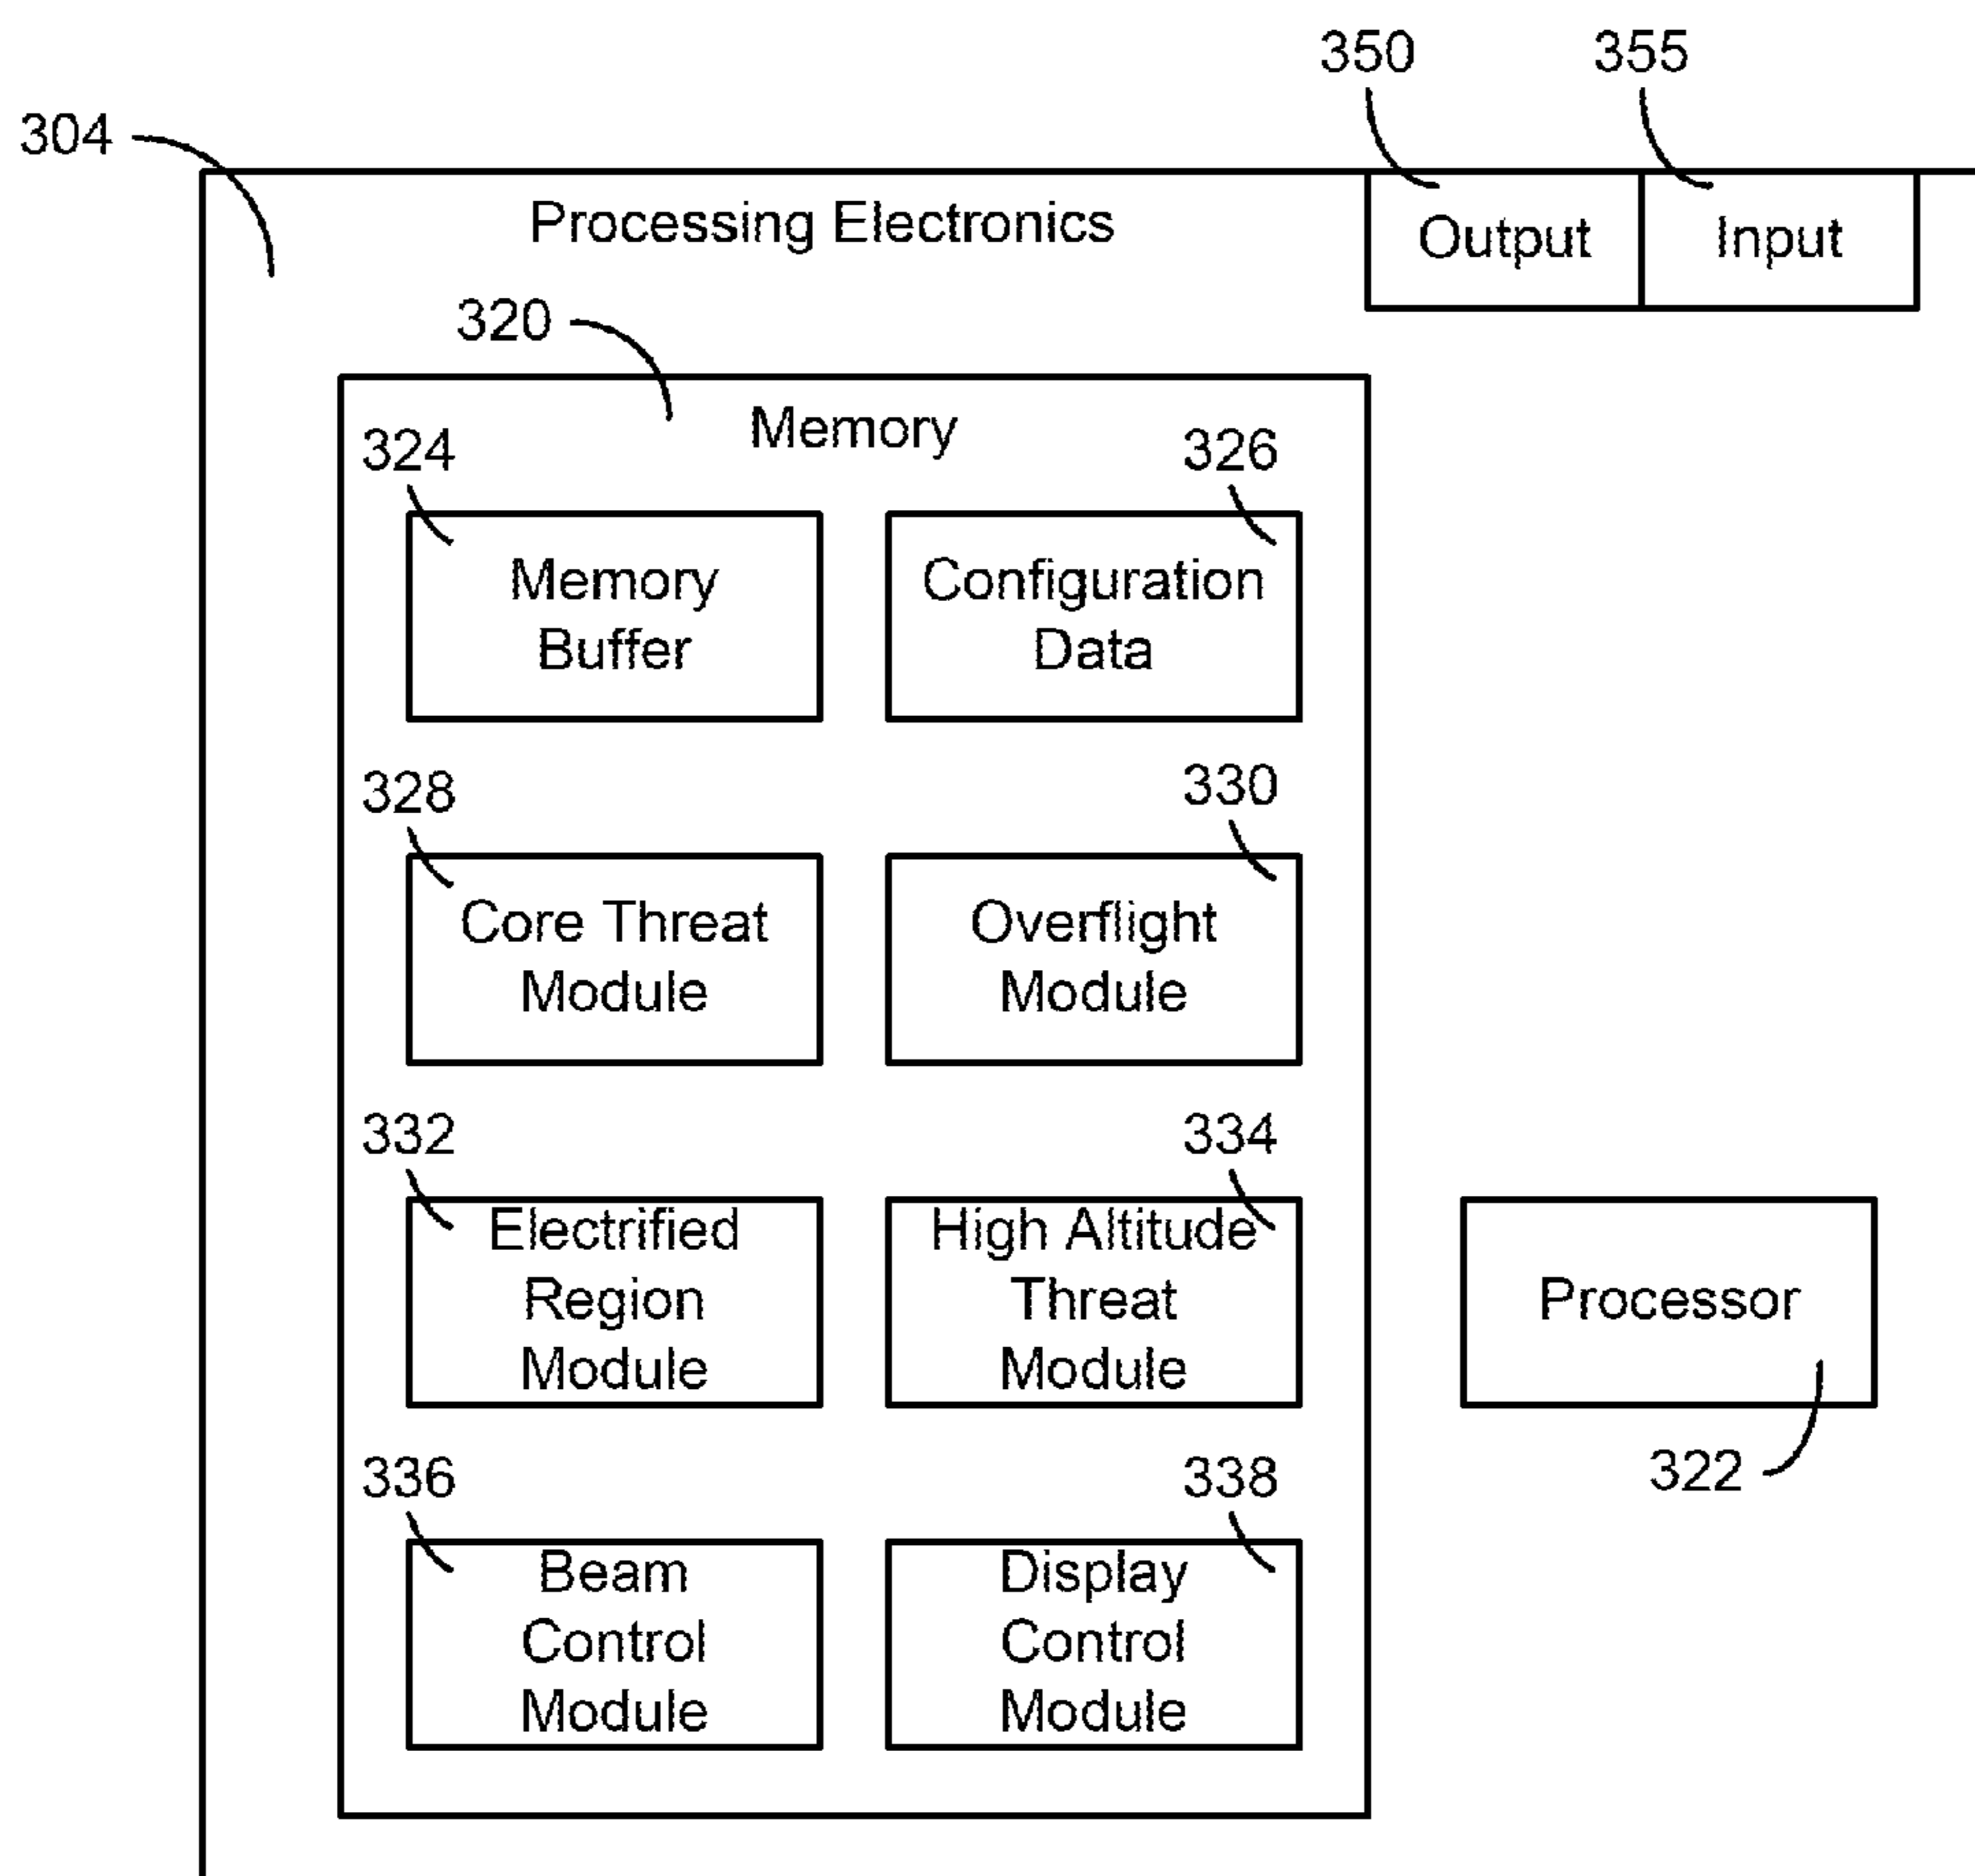 350
355
304
Processing Electronics
Output
Input
320
Memory
324
326
Memory
Buffer
Configuration
Data
328
330
Core Threat
Module
Overflight
Module
332
334
Electrified
Region
Module
High Altitude
Threat
Module
Processor
322
336
338
Beam
Control
Module
Display
Control
Module